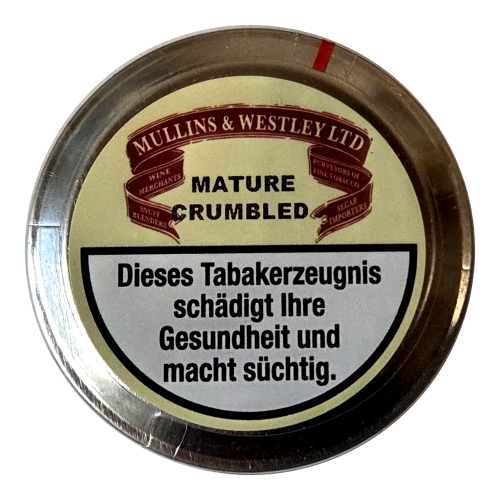 MULLINS & WESTLEY LTD
WINE
MERCHANTS
PURVEYORS OF
FINE TOBACCO
SNUFF
BLENDERS
SEGAR
IMPORTERS
MATURE
CRUMBLED
Dieses Tabakerzeugnis
schädigt Ihre
Gesundheit und
macht süchtig.